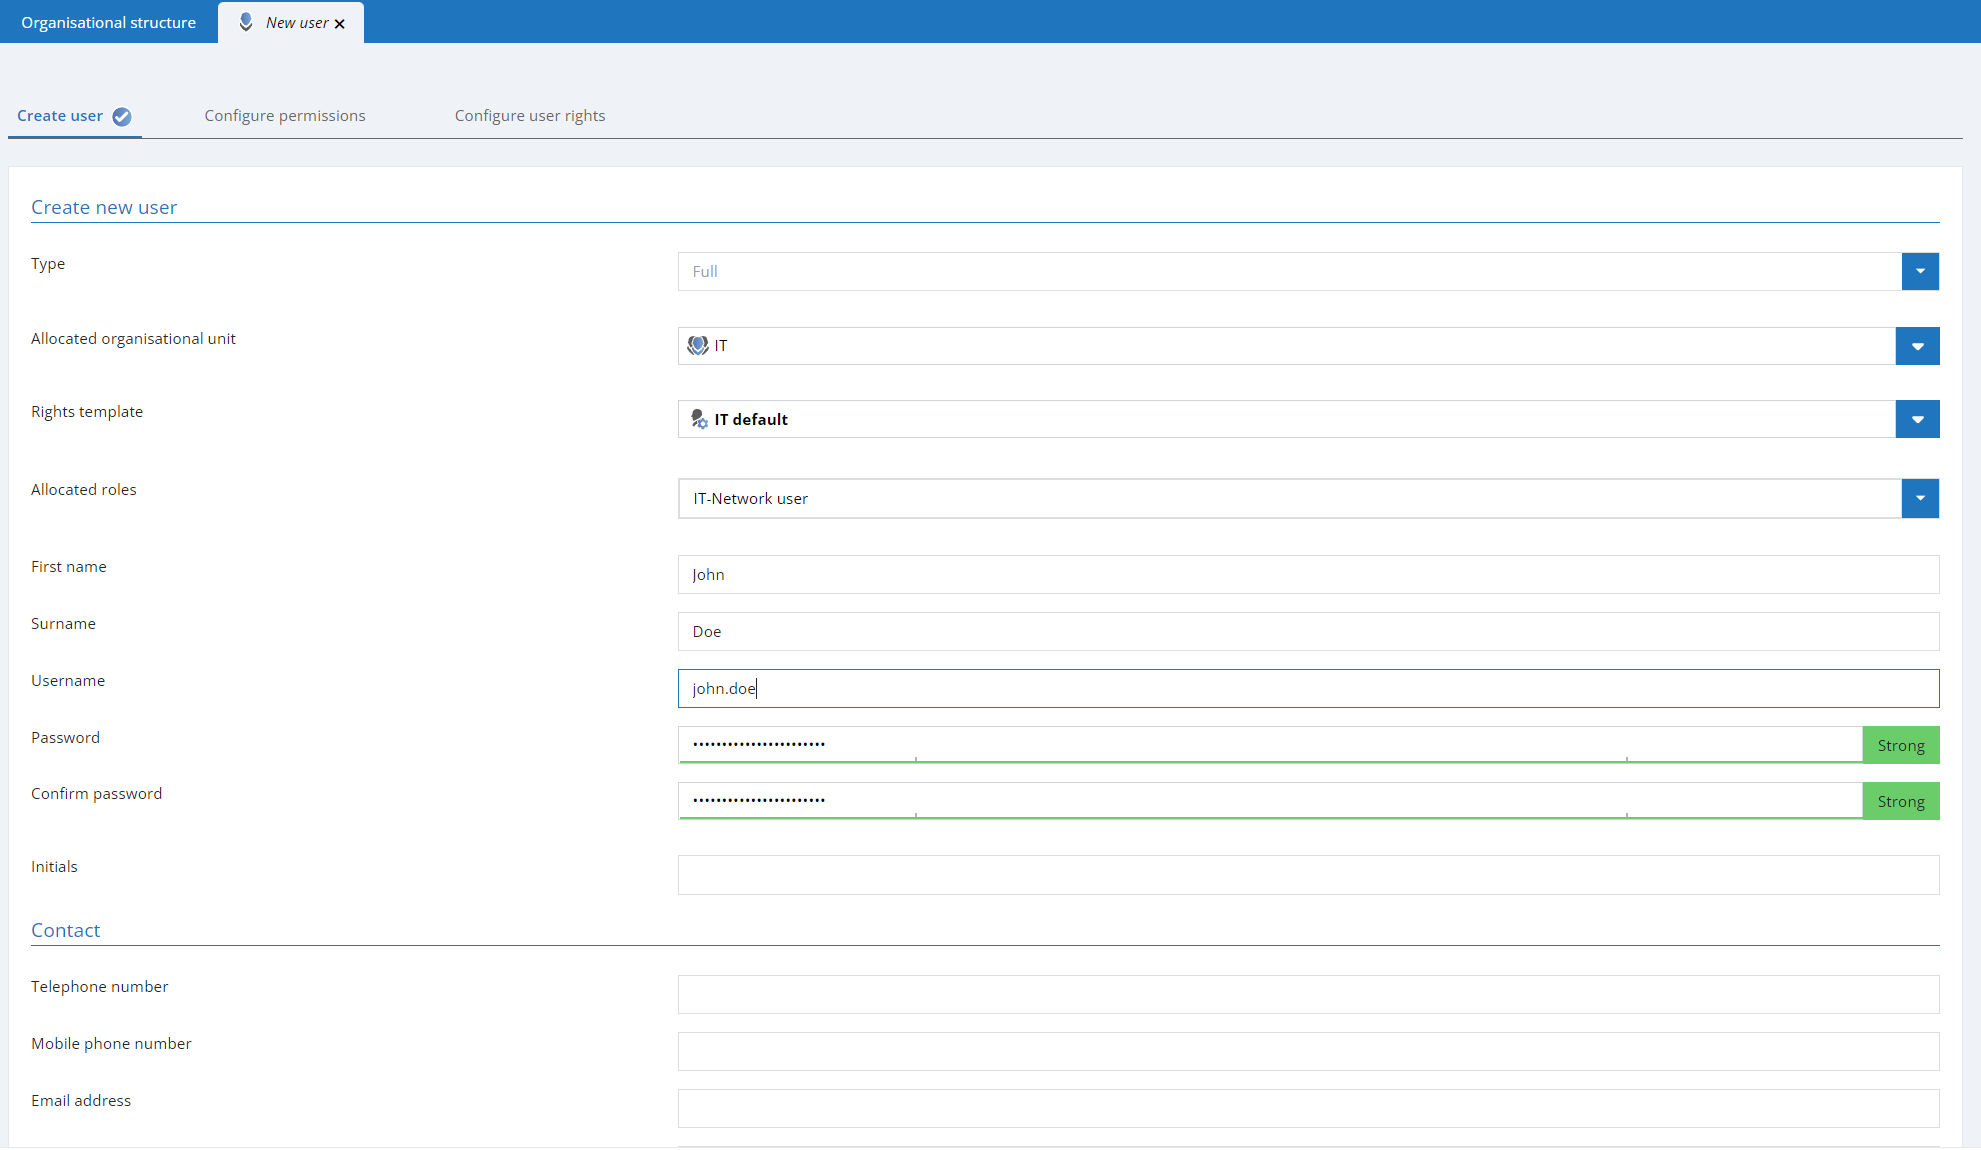 Organisational structure
New user
Create user
Configure permissions
Configure user rights
Create new user
Type
Full
Allocated organisational unit
IT
Rights template
IT default
Allocated roles
IT-Network user
First name
John
Surname
Doe
Username
john.doe
Password
•••••••••••••••••••••••
Strong
Confirm password
•••••••••••••••••••••••
Strong
Initials
Contact
Telephone number
Mobile phone number
Email address